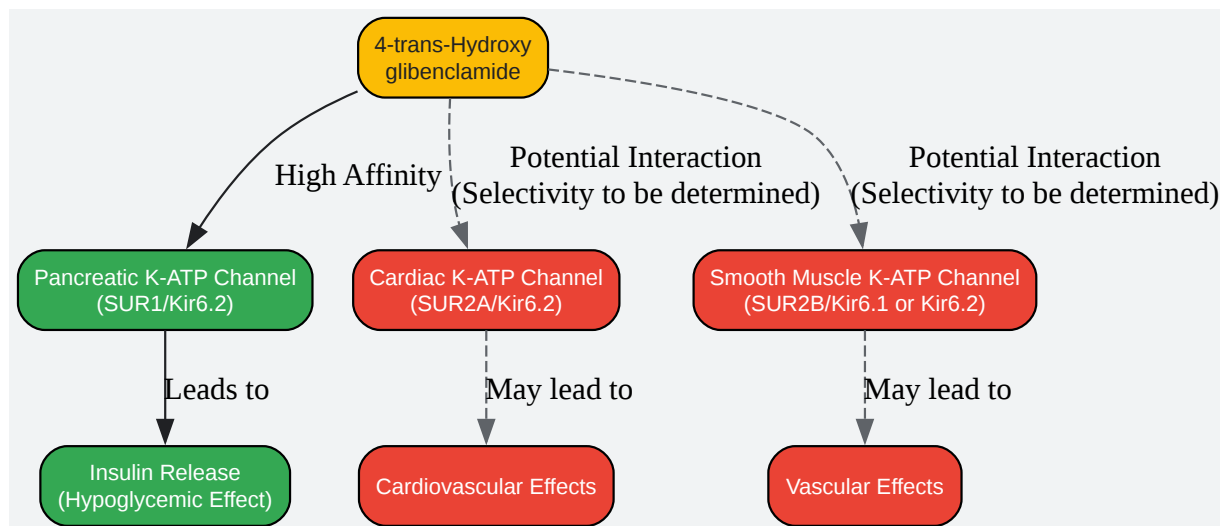 4-trans-Hydroxy
glibenclamide
High Affinity
Potential Interaction
(Selectivity to be determined)
Potential Interaction
(Selectivity to be determined)
Pancreatic K-ATP Channel
(SUR1/Kir6.2)
Cardiac K-ATP Channel
(SUR2A/Kir6.2)
Smooth Muscle K-ATP Channel
(SUR2B/Kir6.1 or Kir6.2)
Leads to
May lead to
May lead to
Insulin Release
(Hypoglycemic Effect)
Cardiovascular Effects
Vascular Effects